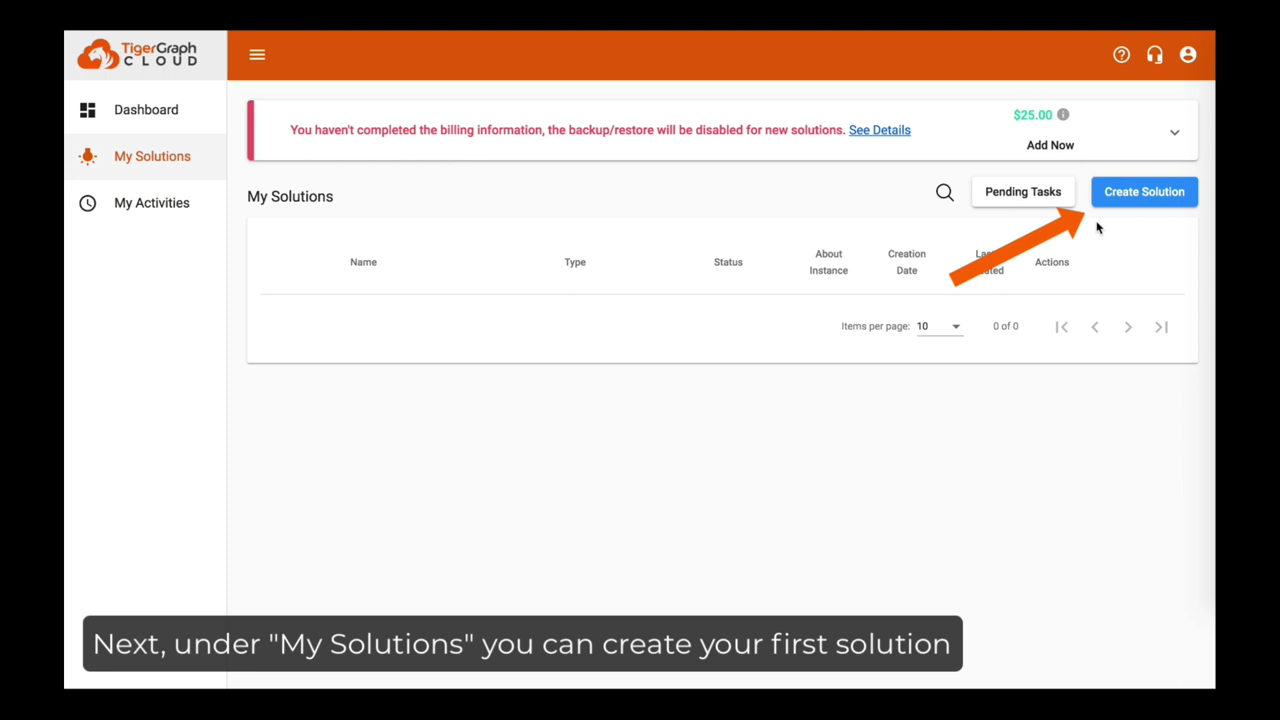 TigerGraph
CLOUD
Dashboard
My Solutions
My Activities
You haven't completed the billing information, the backup/restore will be disabled for new solutions. See Details
$25.00
Add Now
My Solutions
Pending Tasks
Create Solution
Name
Type
Status
About
Instance
Creation
Date
Actions
Items per page: 10
0 of 0
Next, under "My Solutions" you can create your first solution